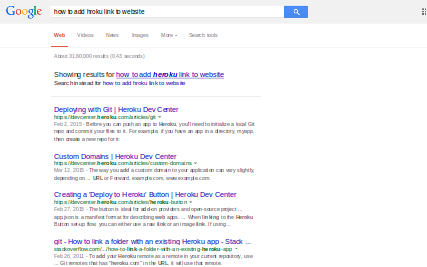 Google how to add hroku link to website
Web Videos News Images More Search tools
About 31,60,000 results (0.43 seconds)
Showing results for how to add heroku link to website
Search instead for how to add hroku link to website
Deploying with Git | Heroku Dev Center
https://devcenter.heroku.com/articles/git
Feb 2, 2015 - Before you can push an app to Heroku, you'll need to initialize a local Git
repo and commit your files to it. For example, if you have an app in a directory, myapp,
then create a new repo for it:
Custom Domains | Heroku Dev Center
https://devcenter.heroku.com/articles/custom-domains
Mar 12, 2015 - The way you add a custom domain to your application can vary slightly,
depending on ... URL or Forward, example.com, www.example.com.
Creating a 'Deploy to Heroku' Button | Heroku Dev Center
https://devcenter.heroku.com/articles/heroku-button
Feb 27, 2015 - The button is ideal for add-on providers and open-source project ...
app.json is a manifest format for describing web apps. ... When linking to the Heroku
Button setup flow, you can either use a raw link or an image link. If using...
git - How to link a folder with an existing Heroku app - Stack ...
stackoverflow.com/.../how-to-link-a-folder-with-an-existing-heroku-app
Feb 26, 2011 - To add your Heroku remote as a remote in your current repository, use
... Git remotes that has "heroku.com" in the URL, it will use that remote.